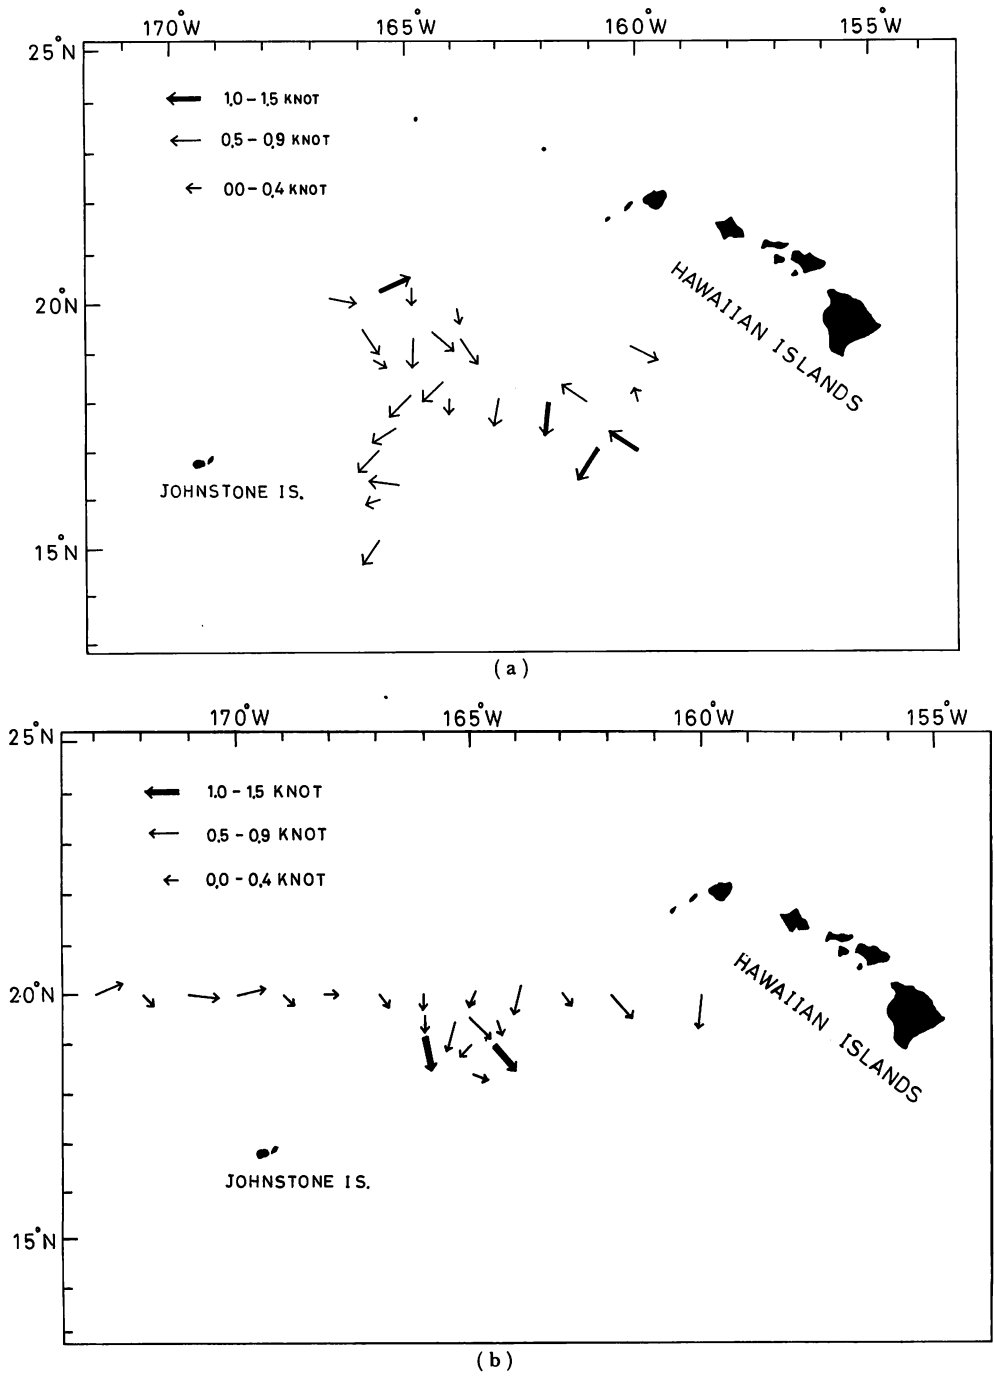 170°W 165°W 160°W 155°W
25°N
1.0 - 1.5 KNOT
0.5 - 0.9 KNOT
00 - 0.4 KNOT
20°N
HAWAIIAN ISLANDS
JOHNSTONE IS.
15°N
(a)
170°W 165°W 160°W 155°W
25°N
1.0 - 1.5 KNOT
0.5 - 0.9 KNOT
0.0 - 0.4 KNOT
20°N
HAWAIIAN ISLANDS
JOHNSTONE IS.
15°N
(b)